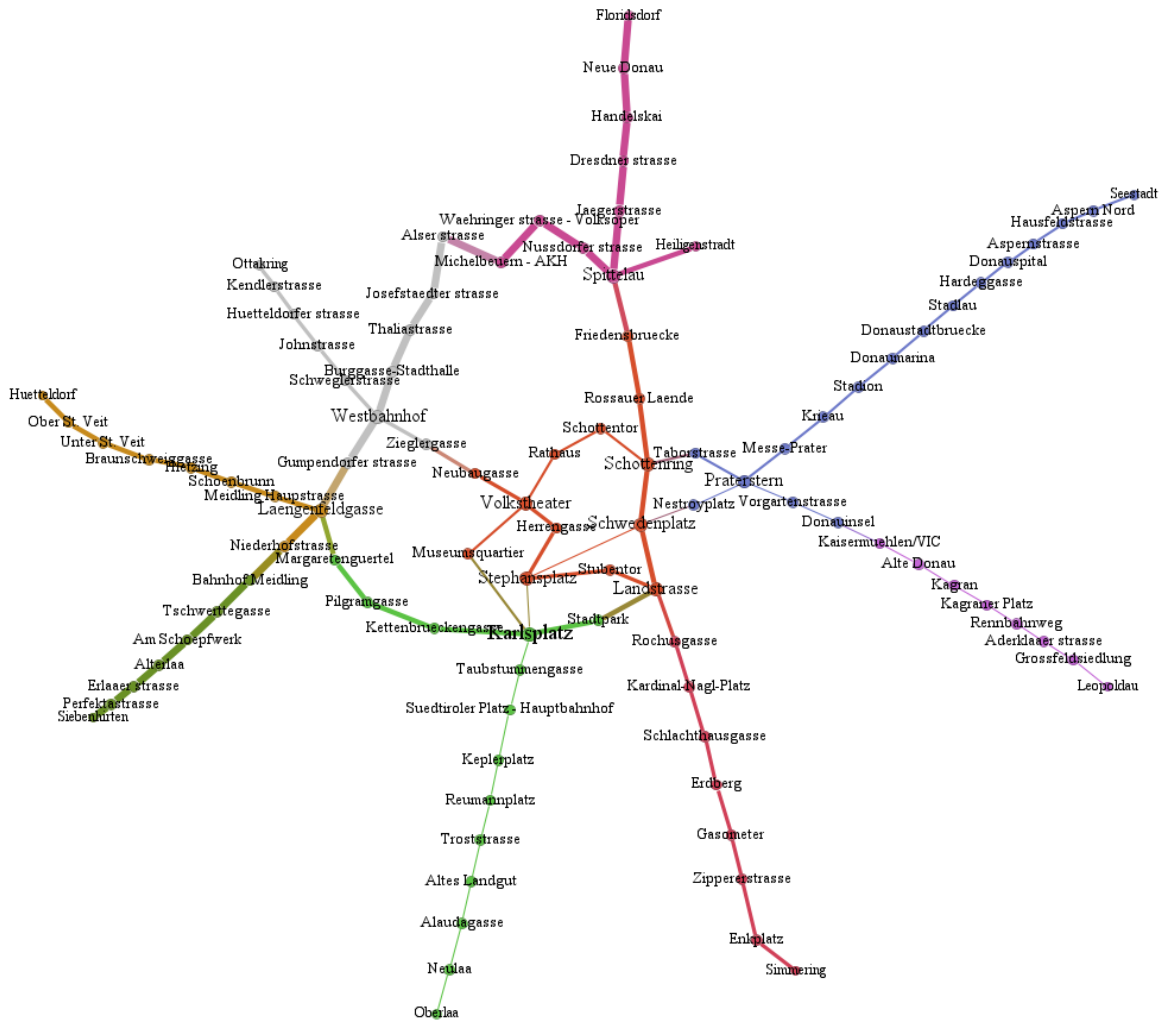 Floridsdorf
Neue Donau
Handelskai
Dresdner strasse
Seestadt
Jaegerstrasse
Aspern Nord
Waehringer strasse - Volksoper
Hausfeldstrasse
Alser strasse
Nussdorfer strasse
Heiligenstradt
Aspernstrasse
Michelbeuern - AKH
Donauspital
Ottakring
Spittelau
Hardeggasse
Kendlerstrasse
Josefstaedter strasse
Stadlau
Huetteldorfer strasse
Thaliastrasse
Friedensbruecke
Donaustadtbruecke
Johnstrasse
Donaumarina
Burggasse-Stadthalle
Schweglerstrasse
Stadion
Huetteldorf
Rossauer Laende
Ober St. Veit
Westbahnhof
Krieau
Schottentor
Unter St. Veit
Zieglergasse
Messe-Prater
Braunschweiggasse
Gumpendorfer strasse
Rathaus
Schottenring
Taborstrasse
Hietzing
Neubaugasse
Schoenbrunn
Praterstern
Meidling Haupstrasse
Volkstheater
Nestroyplatz
Vorgartenstrasse
Laengenfeldgasse
Herrengasse
Schwedenplatz
Donauinsel
Niederhofstrasse
Museumsquartier
Kaisermuehlen/VIC
Margaretenguertel
Alte Donau
Bahnhof Meidling
Stephansplatz
Stubentor
Landstrasse
Kagran
Pilgramgasse
Kagraner Platz
Tschwerttegasse
Stadtpark
Rennbahnweg
Kettenbrueckengasse
Karlsplatz
Am Schoepfwerk
Rochusgasse
Aderklaaer strasse
Alterlaa
Taubstummengasse
Grossfeldsiedlung
Erlaaer strasse
Kardinal-Nagl-Platz
Leopoldau
Perfektastrasse
Suedtiroler Platz - Hauptbahnhof
Siebenhirten
Schlachthausgasse
Keplerplatz
Erdberg
Reumannplatz
Gasometer
Troststrasse
Zippererstrasse
Altes Landgut
Alaudagasse
Enkplatz
Neulaa
Simmering
Oberlaa